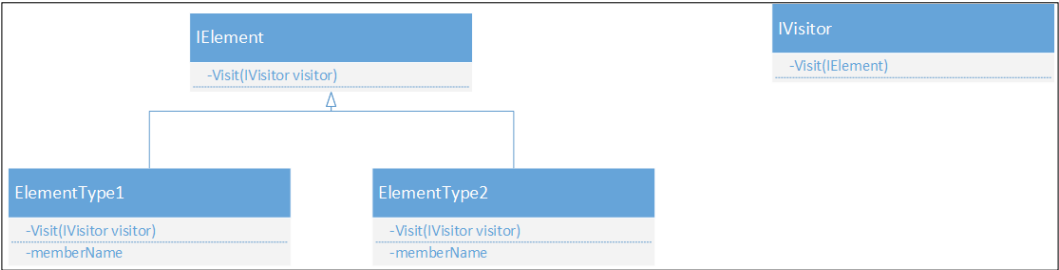 IElement
-Visit(IVisitor visitor)
IVisitor
-Visit(IElement)
ElementType1
-Visit(IVisitor visitor)
-memberName
ElementType2
-Visit(IVisitor visitor)
-memberName